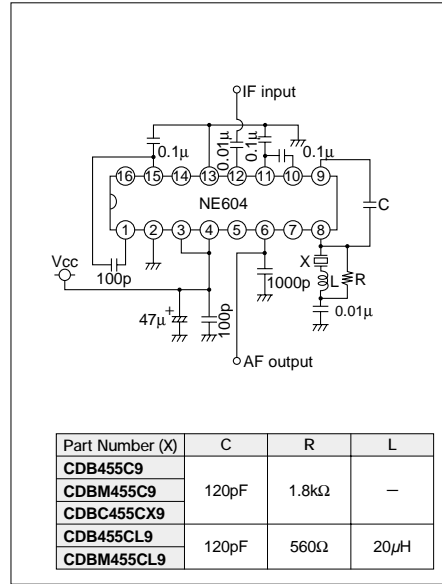 IF input
0.1μ
0.01μ
0.1μ
0.1μ
16 15 14 13 12 11 10 9
NE604
C
1 2 3 4 5 6 7 8
Vcc
100p
X
L
R
1000p
47μ
+
100p
0.01μ
AF output
Part Number (X) C R L
CDB455C9
CDBM455C9 120pF 1.8kΩ −
CDBC455CX9
CDB455CL9 120pF 560Ω 20μH
CDBM455CL9